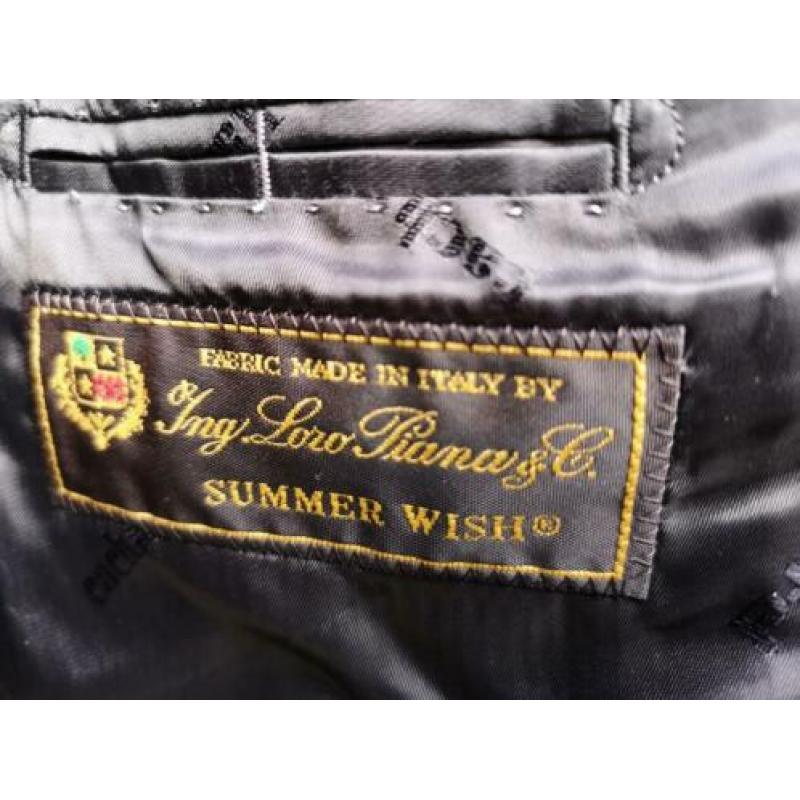 FABRIC MADE IN ITALY BY
Ing Loro Piana & C.
SUMMER WISH®